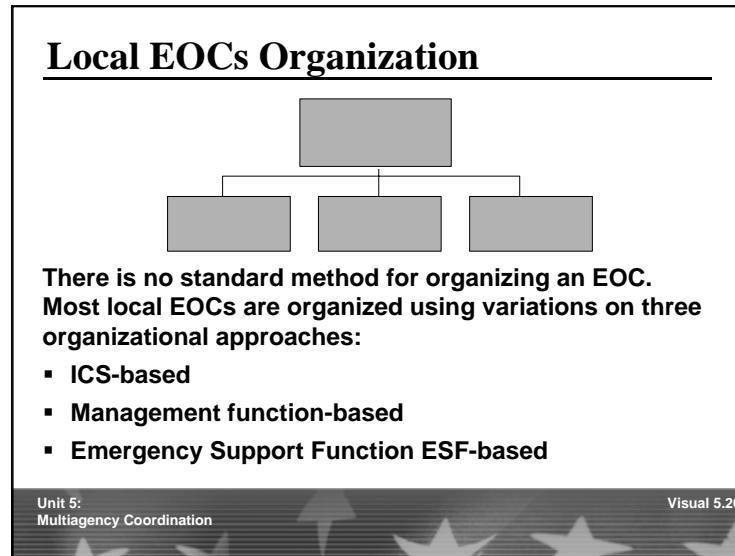 Local EOCs Organization
There is no standard method for organizing an EOC.
Most local EOCs are organized using variations on three
organizational approaches:
▪ ICS-based
▪ Management function-based
▪ Emergency Support Function ESF-based
Unit 5:
Multiagency Coordination
Visual 5.20